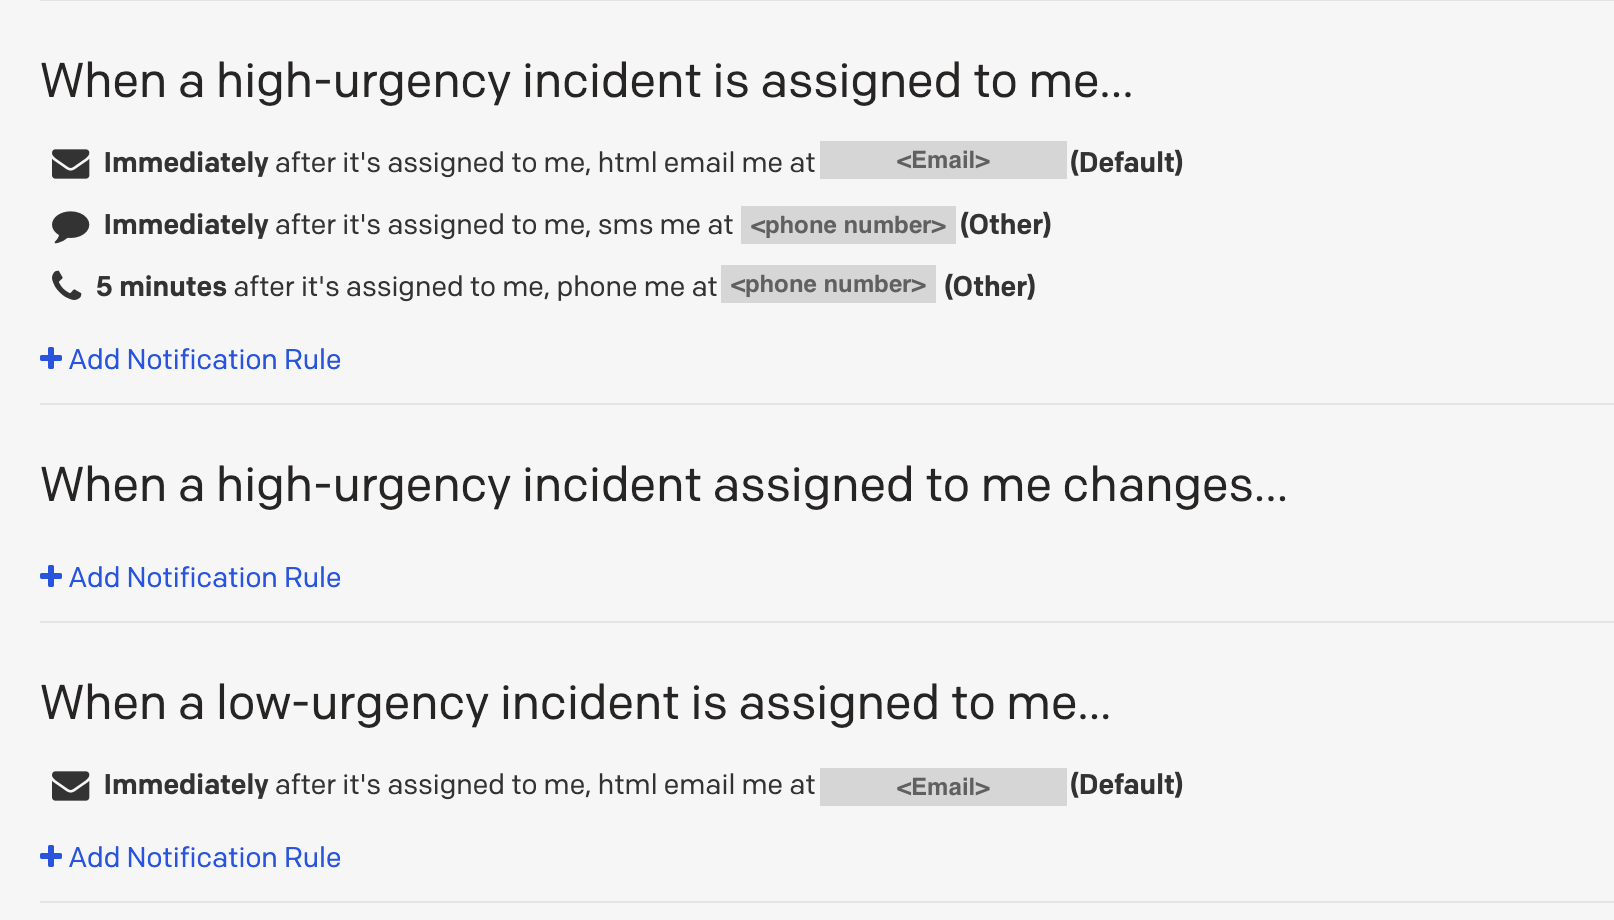 When a high-urgency incident is assigned to me...
Immediately after it's assigned to me, html email me at <Email> (Default)
Immediately after it's assigned to me, sms me at <phone number> (Other)
5 minutes after it's assigned to me, phone me at <phone number> (Other)
+ Add Notification Rule
When a high-urgency incident assigned to me changes...
+ Add Notification Rule
When a low-urgency incident is assigned to me...
Immediately after it's assigned to me, html email me at <Email> (Default)
+ Add Notification Rule